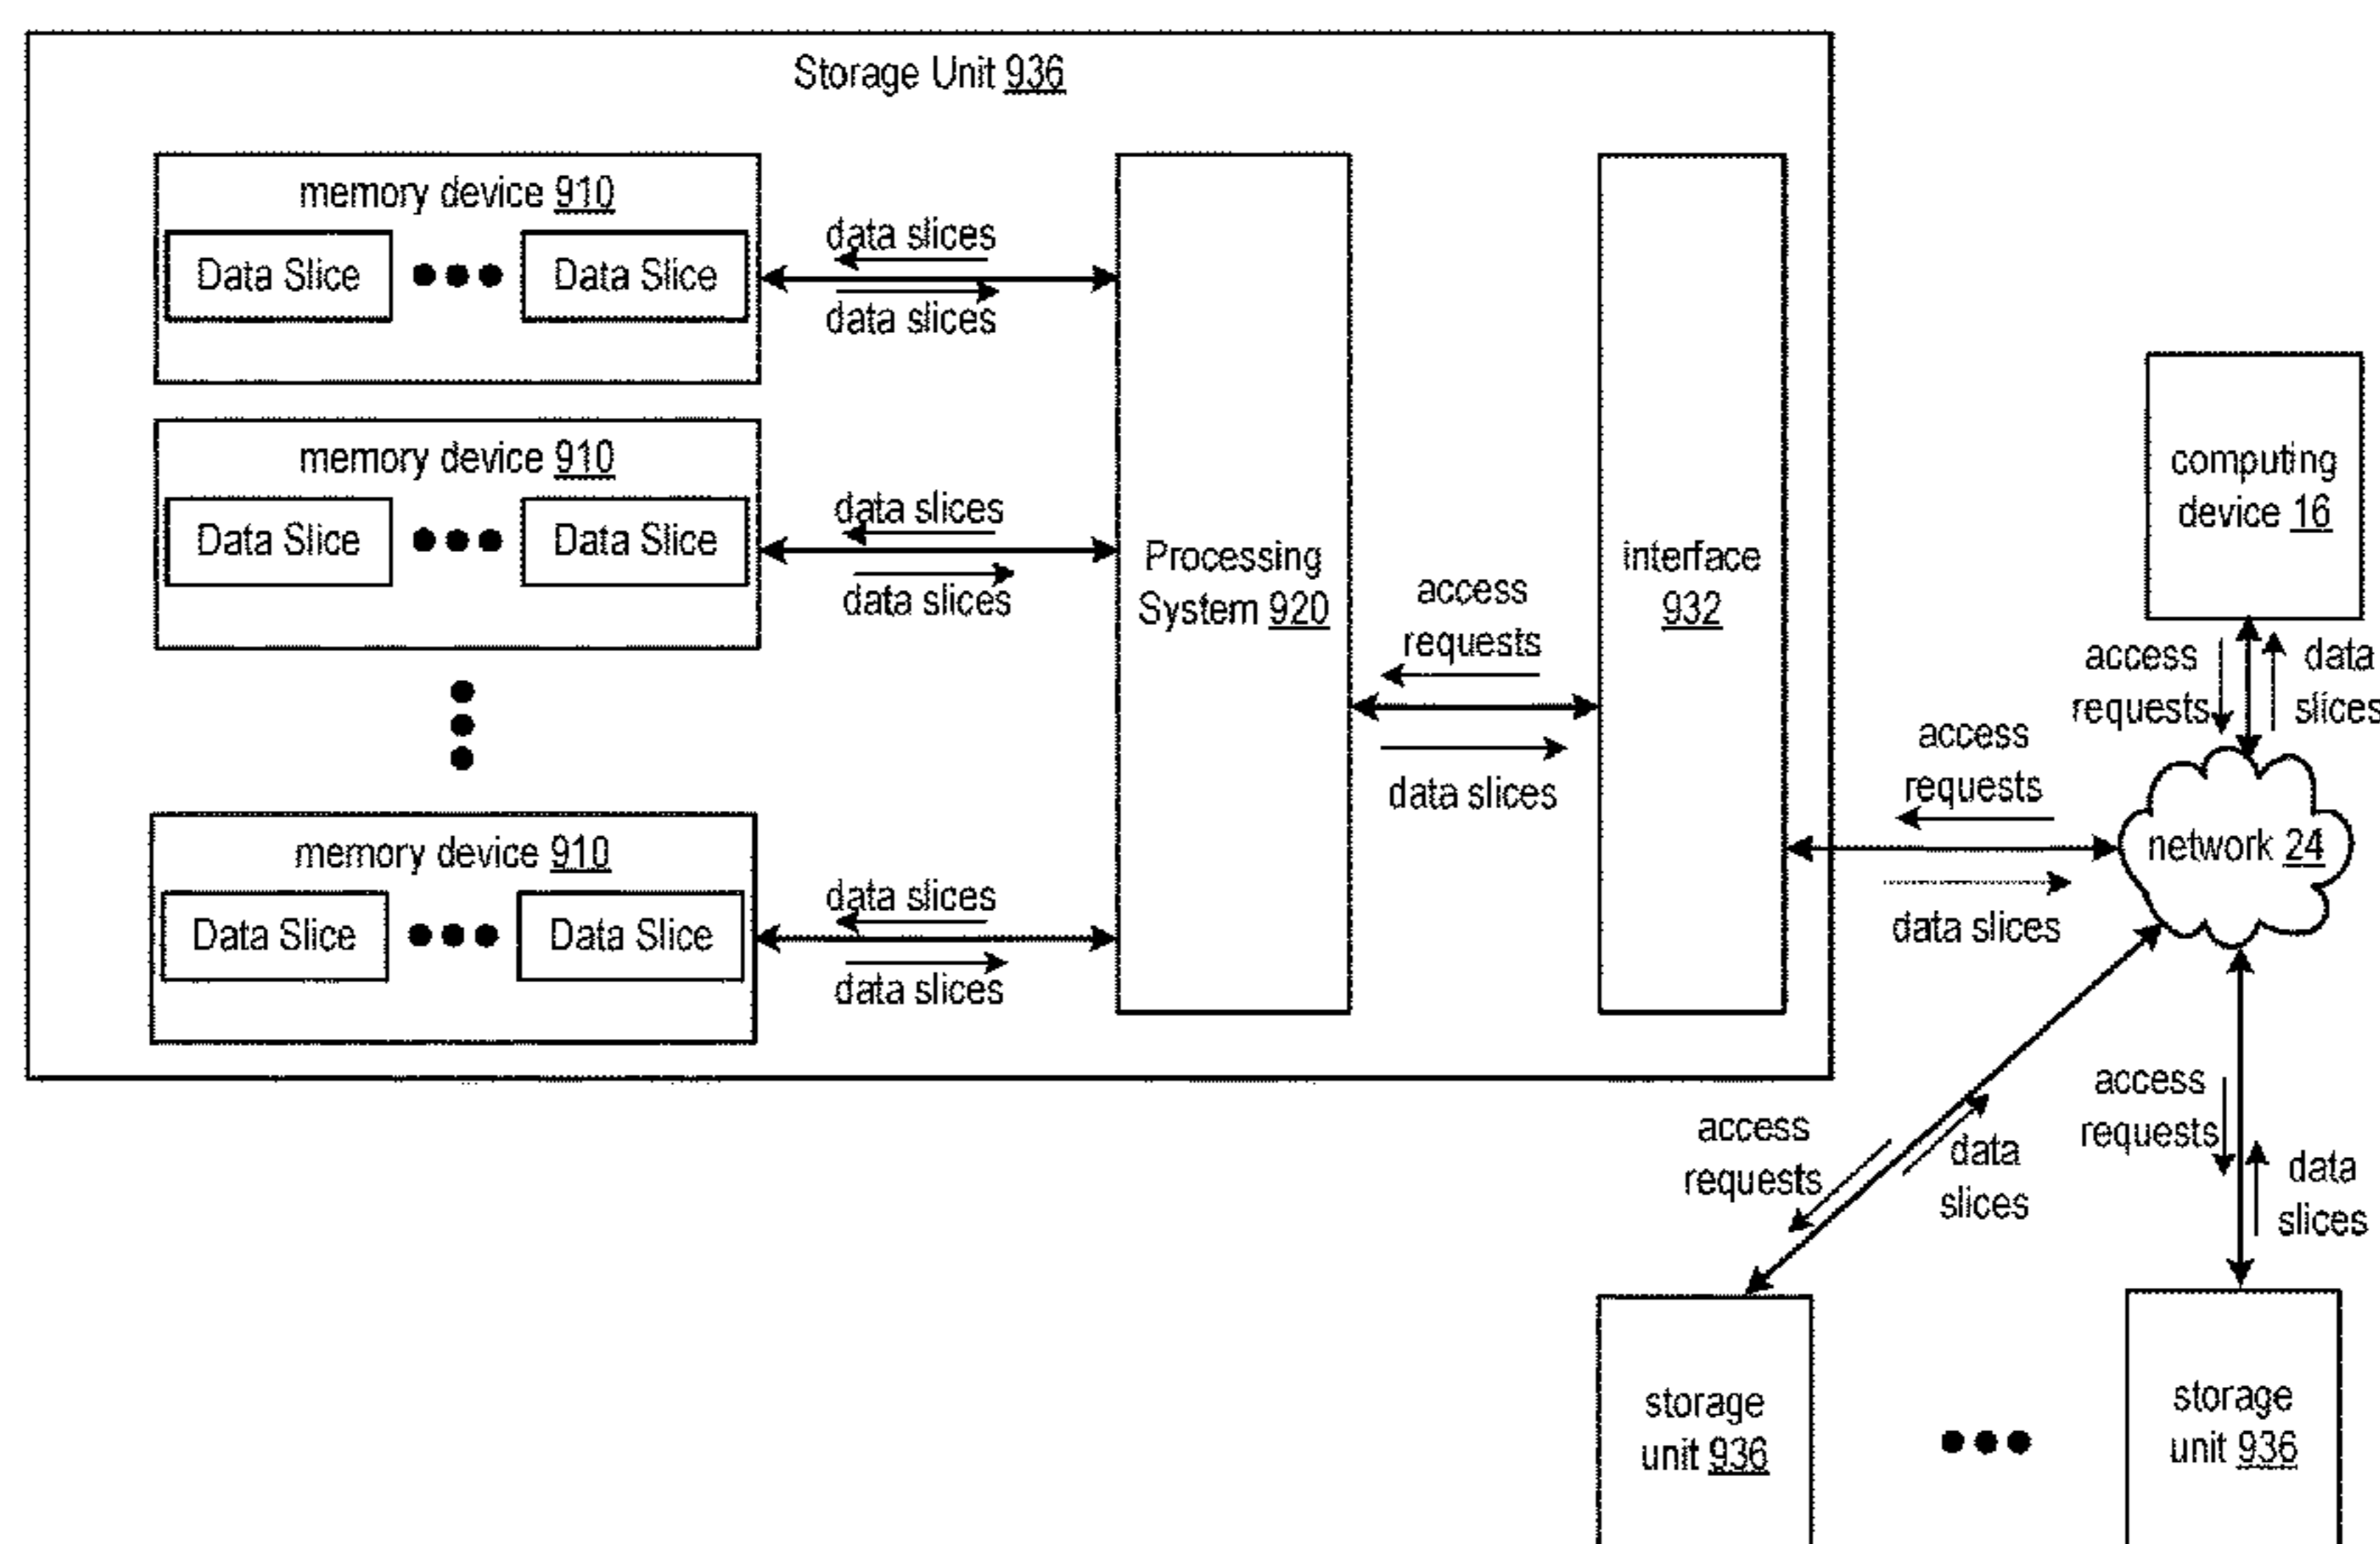 Storage Unit 936
memory device 910
Data Slice
Data Slice
data slices
data slices
memory device 910
Data Slice
Data Slice
data slices
data slices
memory device 910
Data Slice
Data Slice
data slices
data slices
Processing
System 920
access
requests
data slices
interface
932
computing
device 16
access
requests
data
slices
access
requests
data slices
network 24
access
requests
data
slices
access
requests
data
slices
storage
unit 936
storage
unit 936